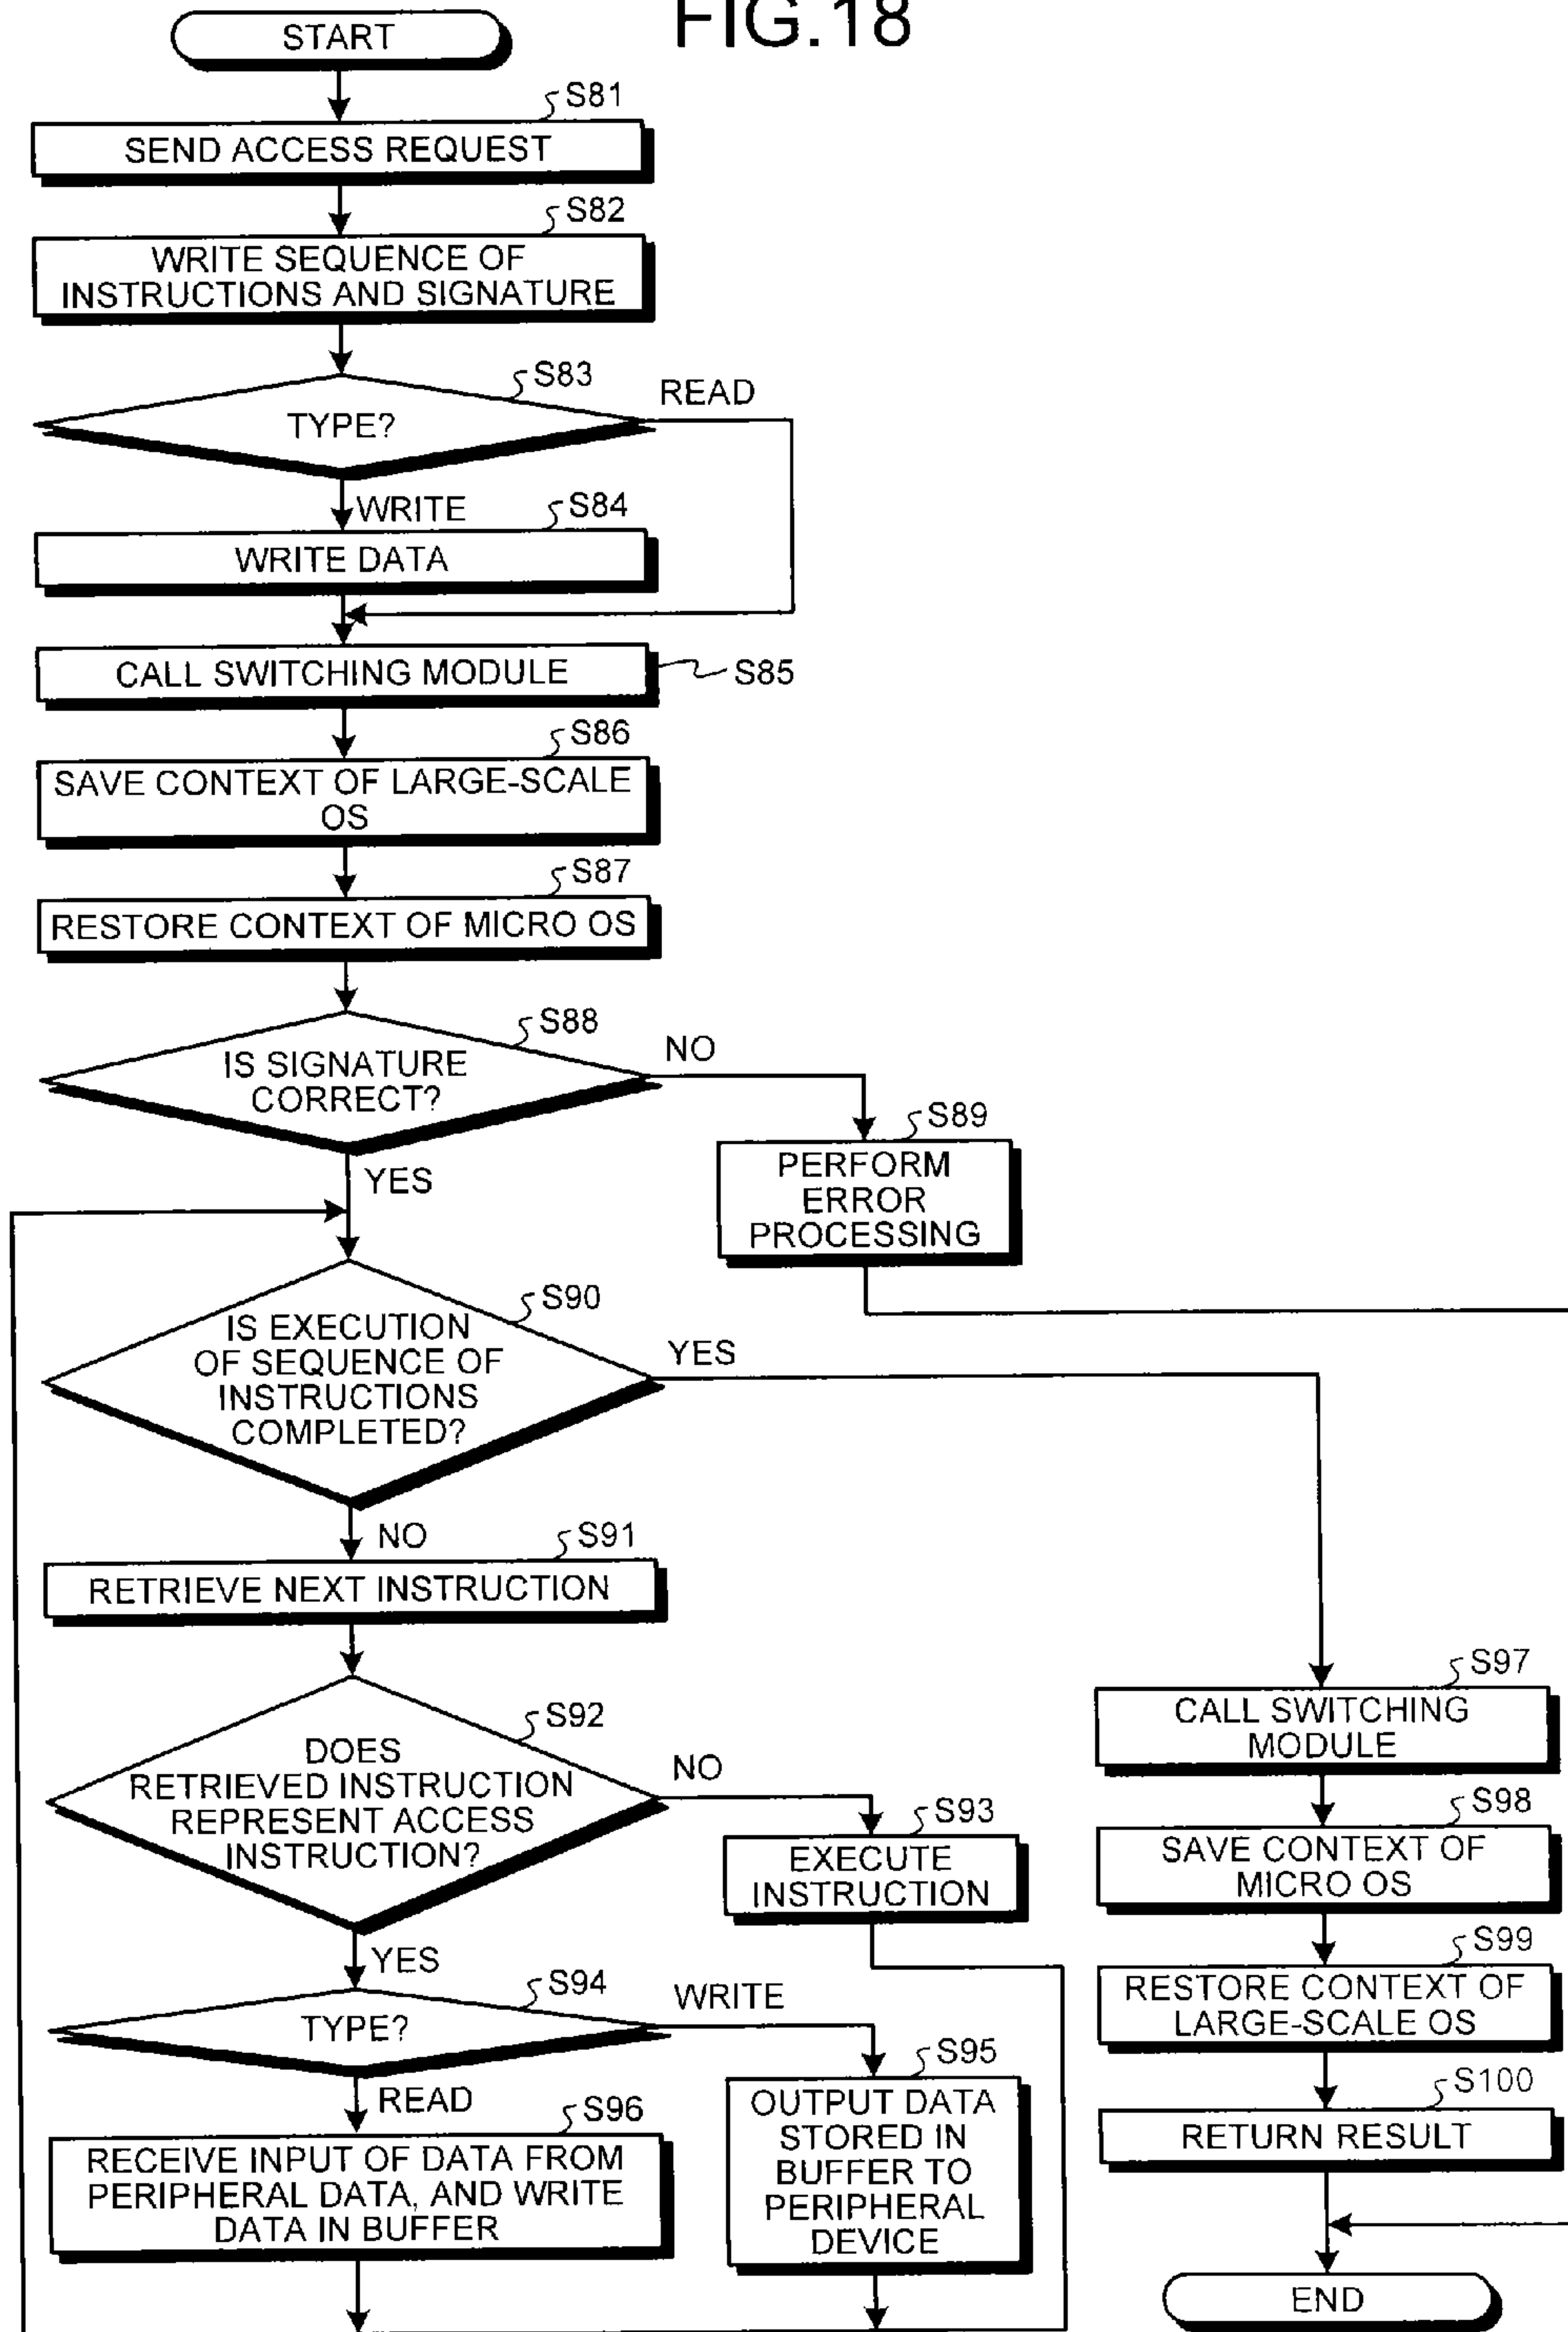 FIG.18
START
S81
SEND ACCESS REQUEST
S82
WRITE SEQUENCE OF
INSTRUCTIONS AND SIGNATURE
S83
TYPE?
READ
WRITE
S84
WRITE DATA
CALL SWITCHING MODULE
S85
S86
SAVE CONTEXT OF LARGE-SCALE
OS
S87
RESTORE CONTEXT OF MICRO OS
S88
IS SIGNATURE
CORRECT?
NO
YES
S89
PERFORM
ERROR
PROCESSING
S90
IS EXECUTION
OF SEQUENCE OF
INSTRUCTIONS
COMPLETED?
YES
NO
S91
RETRIEVE NEXT INSTRUCTION
S92
DOES
RETRIEVED INSTRUCTION
REPRESENT ACCESS
INSTRUCTION?
NO
S93
EXECUTE
INSTRUCTION
YES
S94
TYPE?
WRITE
S95
OUTPUT DATA
STORED IN
BUFFER TO
PERIPHERAL
DEVICE
READ
S96
RECEIVE INPUT OF DATA FROM
PERIPHERAL DATA, AND WRITE
DATA IN BUFFER
S97
CALL SWITCHING
MODULE
S98
SAVE CONTEXT OF
MICRO OS
S99
RESTORE CONTEXT OF
LARGE-SCALE OS
S100
RETURN RESULT
END